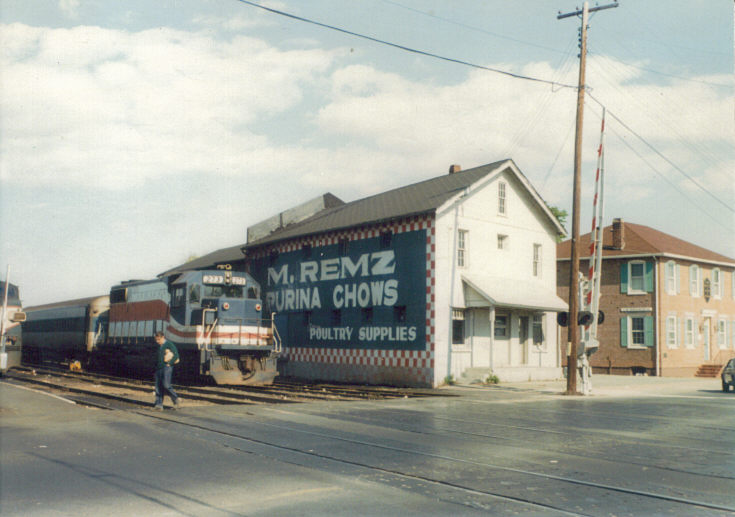 M. REMZ
PURINA CHOWS
POULTRY SUPPLIES